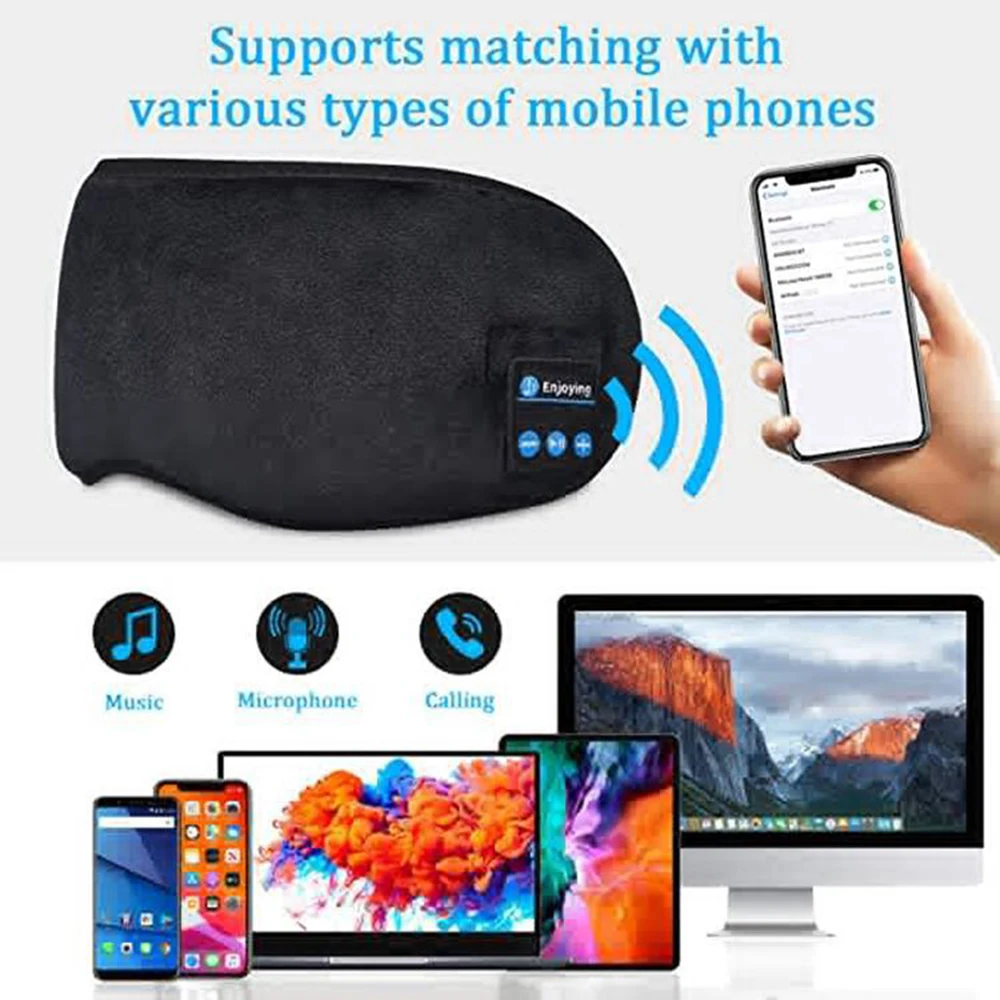 Supports matching with
various types of mobile phones
Enjoying
Music
Microphone
Calling